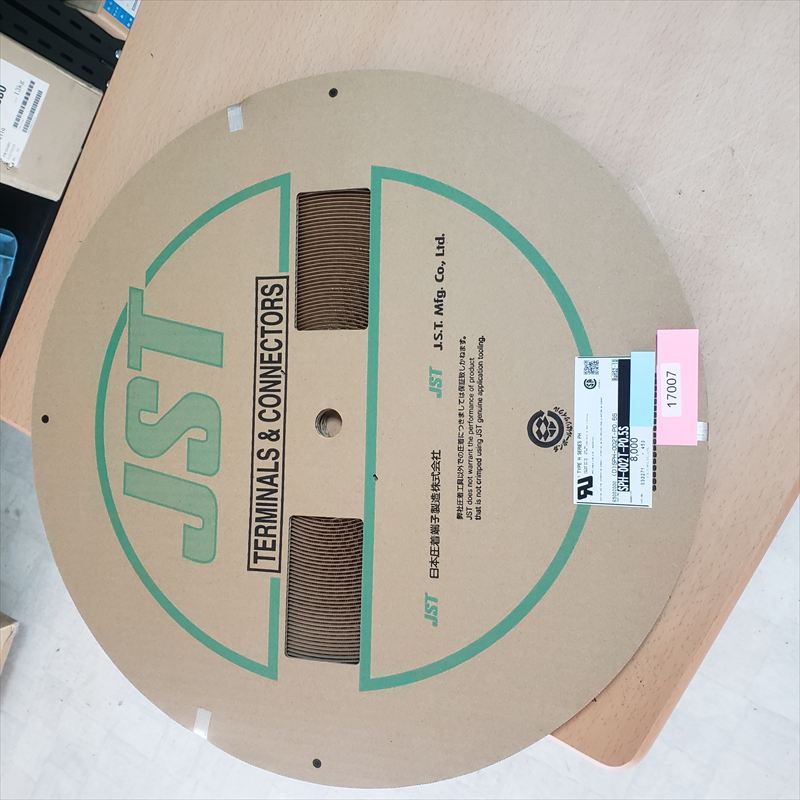 JST
TERMINALS & CONNECTORS
JST 日本圧着端子製造株式会社 JST J.S.T. Mfg. Co., Ltd.
弊社圧着工具以外での圧着につきましては保証致しかねます。
JST does not warrant the performance of product
that is not crimped using JST genuine application tooling.
TYPE
SERIES PH
SPH-002T-P0.5S
8,000
17007